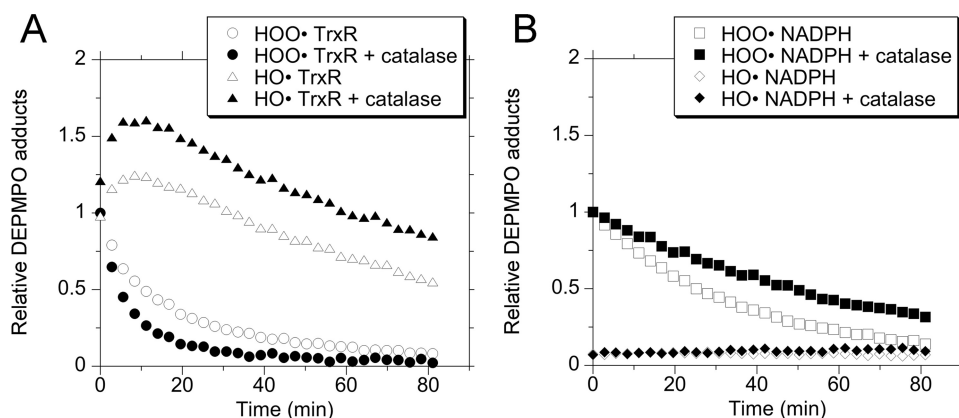 A
○ HOO• TrxR
● HOO• TrxR + catalase
△ HO• TrxR
▲ HO• TrxR + catalase
Relative DEPMPO adducts
2
1.5
1
0.5
0
0 20 40 60 80
Time (min)
B
□ HOO• NADPH
■ HOO• NADPH + catalase
◇ HO• NADPH
◆ HO• NADPH + catalase
Relative DEPMPO adducts
2
1.5
1
0.5
0
0 20 40 60 80
Time (min)